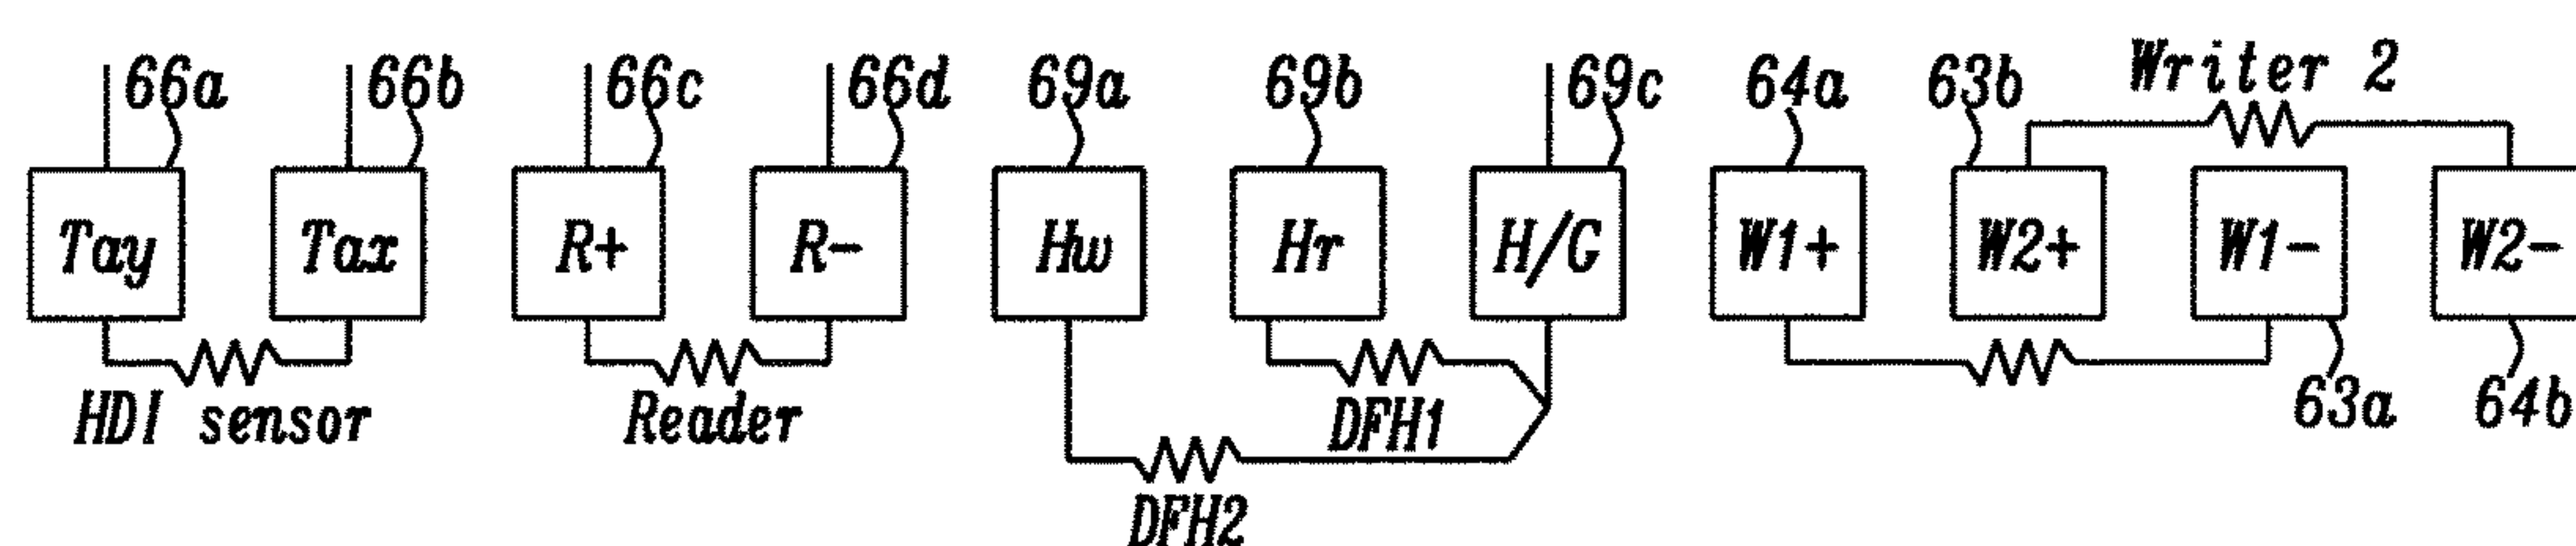 66a 66b 66c 66d 69a 69b 69c 64a 63b Writer 2
Tay Tax R+ R- Hw Hr H/G W1+ W2+ W1- W2-
HDI sensor Reader DFH1 63a 64b
DFH2